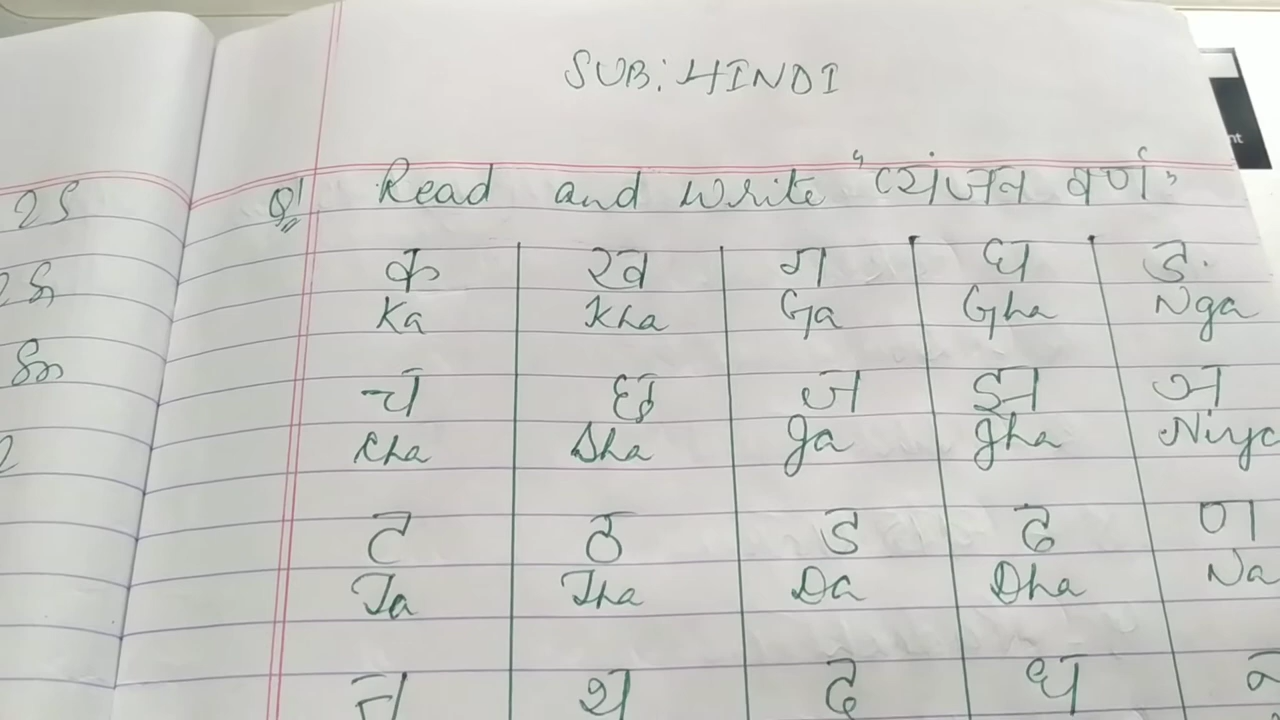 SUB: HINDI
Q1 Read and write "व्यंजन वर्ण"
क ख ग घ ङ
Ka Kha Ga Gha Nga
च छ ज झ ञ
Cha Ja Jha
ट ठ ड ढ ण
Ta Tha Da Dha Na
त थ द ध